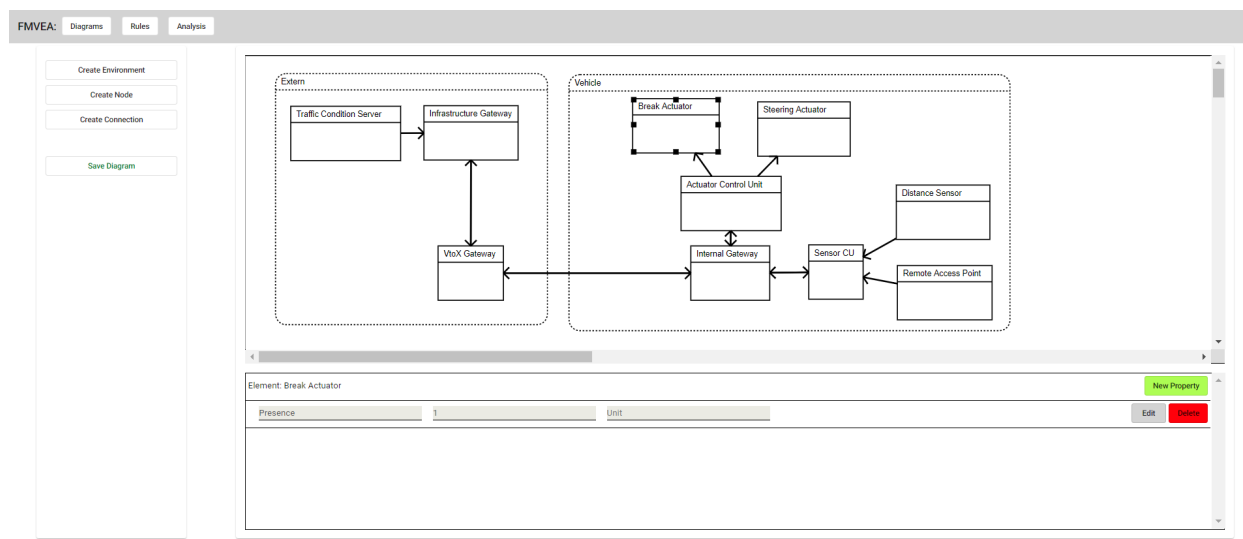 FMVEA: Diagrams Rules Analysis
Create Environment
Create Node
Create Connection
Save Diagram
Extern
Traffic Condition Server
Infrastructure Gateway
VtoX Gateway
Vehicle
Break Actuator
Steering Actuator
Actuator Control Unit
Distance Sensor
Internal Gateway
Sensor CU
Remote Access Point
Element: Break Actuator
New Property
Presence 1 Unit Edit Delete